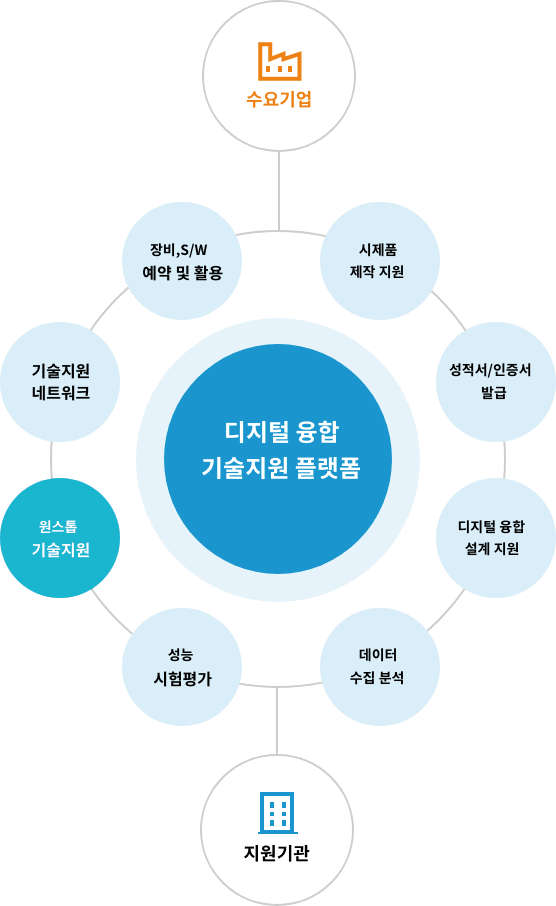 수요기업
장비,S/W
예약 및 활용
시제품
제작 지원
기술지원
네트워크
성적서/인증서
발급
디지털 융합
기술지원 플랫폼
원스톱
기술지원
디지털 융합
설계 지원
성능
시험평가
데이터
수집 분석
지원기관